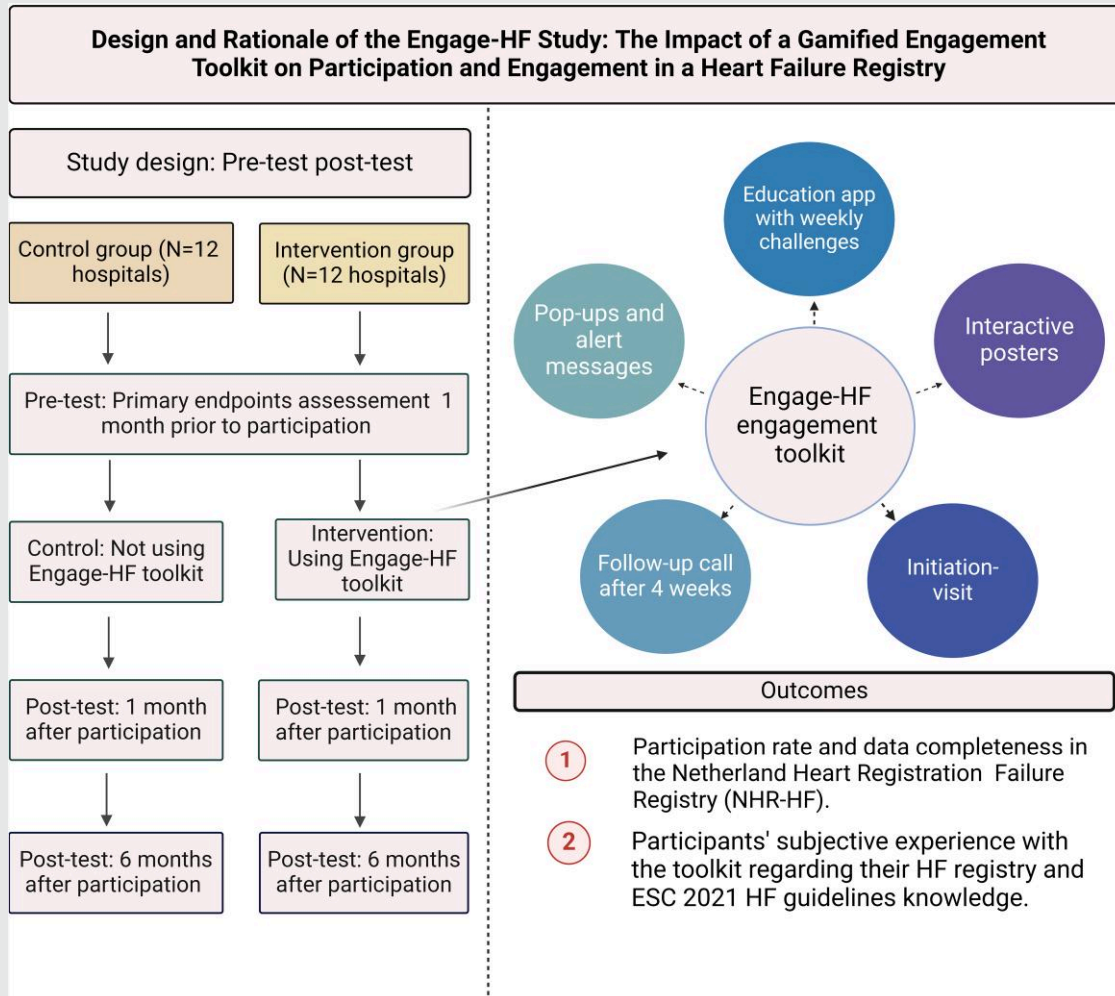 Design and Rationale of the Engage-HF Study: The Impact of a Gamified Engagement
Toolkit on Participation and Engagement in a Heart Failure Registry
Study design: Pre-test post-test
Control group (N=12
hospitals)
Intervention group
(N=12 hospitals)
Pre-test: Primary endpoints assessement 1
month prior to participation
Control: Not using
Engage-HF toolkit
Intervention:
Using Engage-HF
toolkit
Post-test: 1 month
after participation
Post-test: 1 month
after participation
Post-test: 6 months
after participation
Post-test: 6 months
after participation
Education app
with weekly
challenges
Pop-ups and
alert
messages
Interactive
posters
Engage-HF
engagement
toolkit
Follow-up call
after 4 weeks
Initiation-
visit
Outcomes
1
Participation rate and data completeness in
the Netherland Heart Registration Failure
Registry (NHR-HF).
2
Participants' subjective experience with
the toolkit regarding their HF registry and
ESC 2021 HF guidelines knowledge.